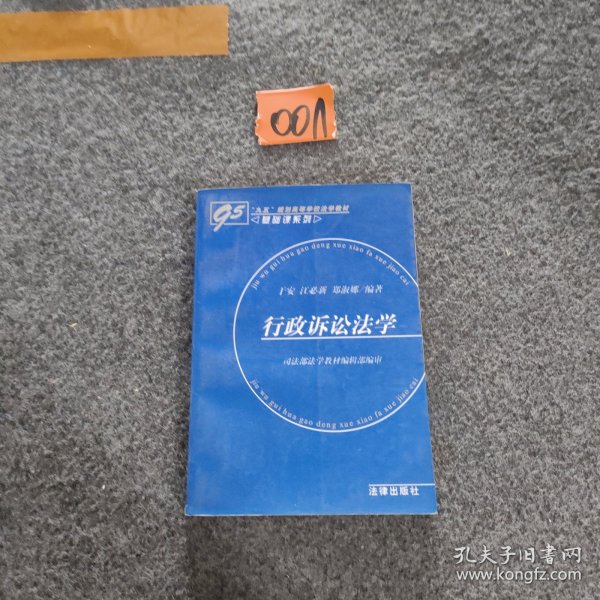 001
95
"九五"规划高等学校法学教材
<基础课系列>
jiu wu gui hua gao deng xue xiao fa xue jiao cai
于安 江必新 郑淑娜/编著
行政诉讼法学
司法部法学教材编辑部编审
jiu wu gui hua gao deng xue xiao fa xue jiao cai
法律出版社
孔夫子旧书网
www.kongfz.com